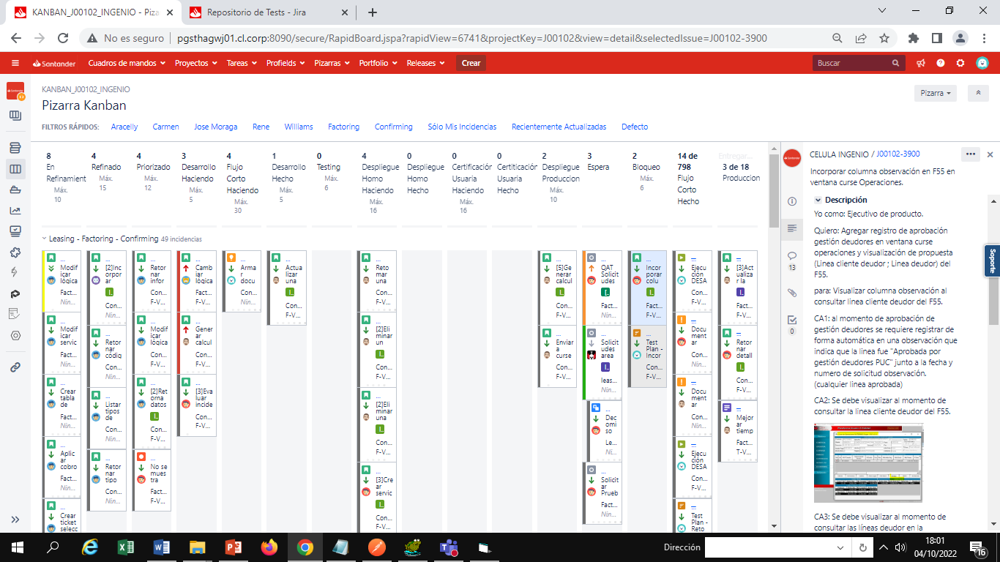 KANBAN_J00102_INGENIO - Piza
Repositorio de Tests - Jira
No es seguro
pgsthagwj01.cl.corp:8090/secure/RapidBoard.jspa?rapidView=6741&projectKey=J00102&view=detail&selectedIssue=J00102-3900
Santander
Cuadros de mandos
Proyectos
Tareas
Profields
Pizarras
Portfolio
Releases
Crear
Buscar
KANBAN_J00102_INGENIO
Pizarra Kanban
Pizarra
FILTROS RÁPIDOS:
Aracelly
Carmen
Jose Moraga
Rene
Williams
Factoring
Confirming
Sólo Mis Incidencias
Recientemente Actualizadas
Defecto
8
En
Refinamient
Máx.
10
4
Refinado
Máx.
15
4
Priorizado
Máx.
12
3
Desarrollo
Haciendo
Máx.
5
4
Flujo
Corto
Haciendo
Máx.
30
1
Desarrollo
Hecho
Máx.
5
0
Testing
Máx.
6
4
Despliegue
Homo
Haciendo
Máx.
16
0
Despliegue
Homo
Hecho
0
Certificación
Usuaria
Haciendo
Máx.
16
0
Certiticación
Usuaria
Hecho
2
Despliegue
Produccion
Máx.
10
3
Espera
2
Bloqueo
Máx.
6
14 de
798
Flujo
Corto
Hecho
Entregar...
3 de 18
Produccion
Leasing - Factoring - Confirming 49 incidencias
...
Modif
icar
lógica
Fact...
Nin...
...
Modif
icar
servic
Fact...
Nin...
...
Crear
tabla
de
Fact...
Nin...
...
Aplic
ar
cobro
Fact...
Nin...
...
Crear
ticket
selecc
...
[2]Inc
orpor
ar
Con...
Nin...
...
Retor
nar
códig
Con...
Nin...
...
Listar
tipos
de
Con...
Nin...
...
Retor
nar
tipo
Con...
Nin...
...
Retor
nar
infor
Con...
F-V...
...
Modif
icar
lógica
Con...
F-V...
...
[2]Ret
orna
datos
Con...
F-V...
...
No se
mues
tra
Fact...
F-V...
...
Camb
iar
lógica
Fact...
F-V...
...
Gene
rar
calcul
Con...
F-V...
...
[3]Eva
luar
incide
Con...
F-V...
...
Arma
r
docu
Con...
Nin...
...
Actua
lizar
una
Con...
F-V...
...
Reto
mar
una
Con...
F-V...
...
[2]Eli
minar
un
Con...
F-V...
...
[2]Eli
minar
una
Con...
F-V...
...
[3]Cre
ar
servic
Con...
F-V...
...
[5]Ge
nerar
calcul
Con...
F-V...
...
Envia
r a
curse
Con...
F-V...
...
QAT
Solicit
udes
Fact...
Nin...
...
Solicit
udes
area
leas...
Nin...
...
Dec
omi
so
Le...
Ni...
...
Solicit
ar
Prueb
Fact...
Nin...
...
Incor
porar
colu
Fact...
F-V...
...
Test
Plan -
Incor
Con...
F-V...
...
Ejecu
ción
DESA
Con...
F-V...
...
Docu
ment
ar
Con...
F-V...
...
Docu
ment
ar
Con...
F-V...
...
Ejecu
ción
DESA
Con...
F-V...
...
Test
Plan -
Reto
...
[3]Act
ualiza
r la
Fact...
F-V...
...
Retor
nar
detall
Con...
F-V...
...
Mejor
ar
tiemp
Fact...
T-V...
CELULA INGENIO / J00102-3900
Incorporar columna observación en F55 en
ventana curse Operaciones.
Descripción
Yo como: Ejecutivo de producto.
Quiero: Agregar registro de aprobación
gestión deudores en ventana curse
operaciones y visualización de propuesta
(Linea cliente deudor ; Linea deudor) del
F55.
para: Visualizar columna observación al
consultar linea cliente deudor del F55.
CA1: al momento de aprobación de
gestión deudores se requiere registrar de
forma automática en una observación que
indica que la linea fue "Aprobada por
gestión deudores PUC" junto a la fecha y
numero de solicitud observación.
(cualquier linea aprobada)
CA2: Se debe visualizar al momento de
consultar la linea cliente deudor del F55.
CA3: Se debe visualizar al momento de
consultar las líneas deudor en la
13
0
Soporte
Dirección
18:01
04/10/2022
16